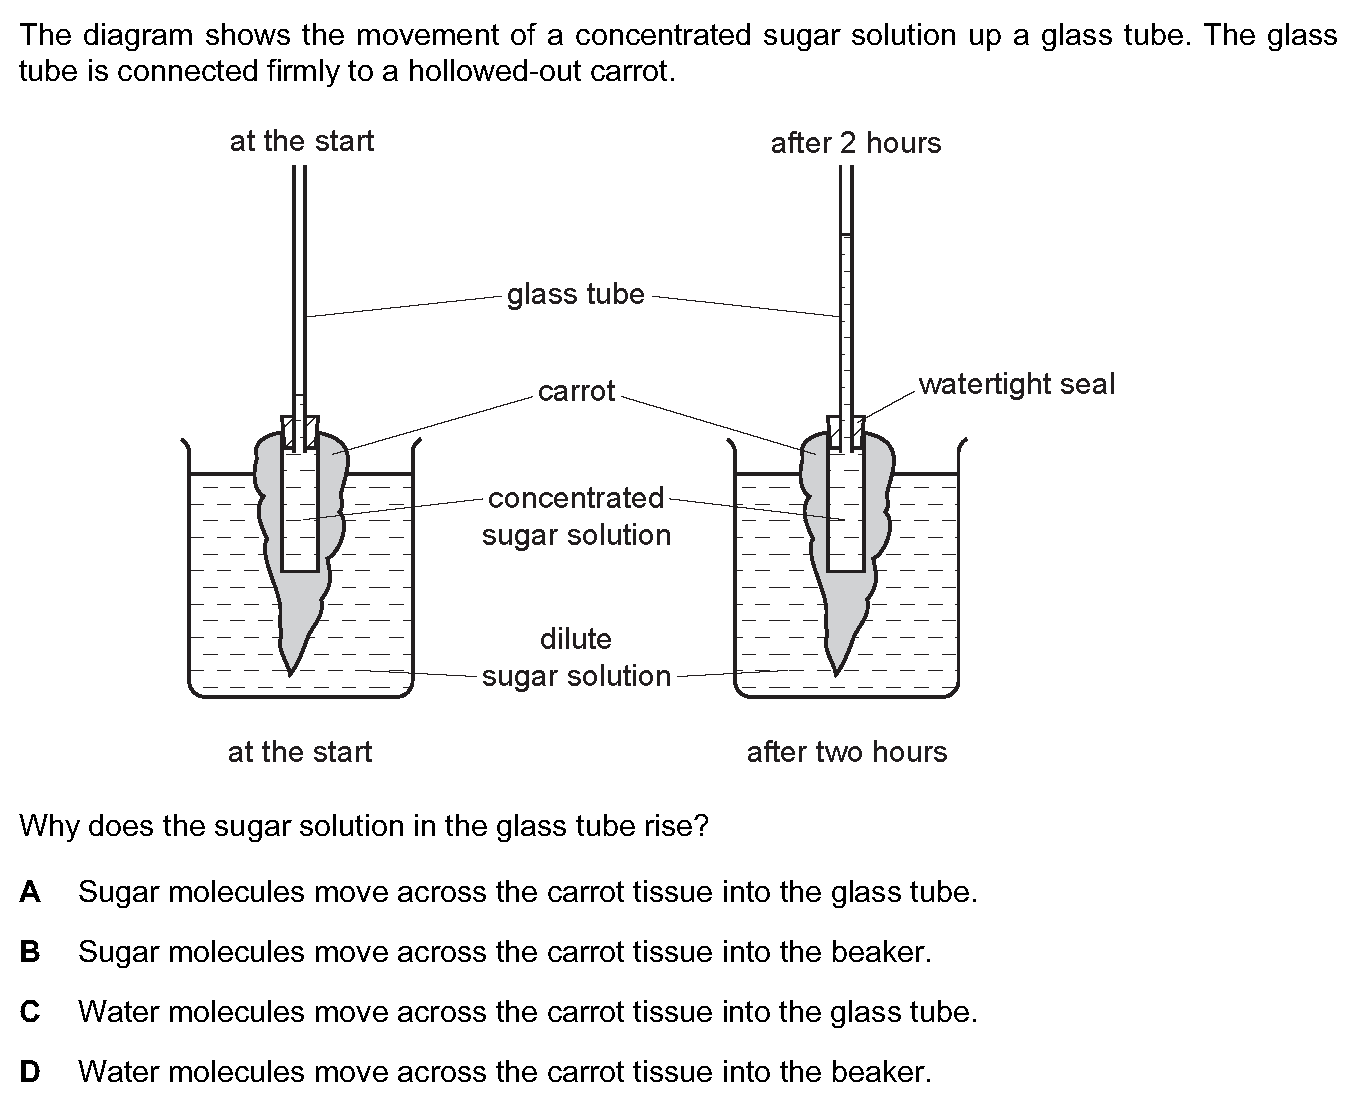 The diagram shows the movement of a concentrated sugar solution up a glass tube. The glass
tube is connected firmly to a hollowed-out carrot.
at the start
after 2 hours
glass tube
watertight seal
carrot
concentrated
sugar solution
dilute
sugar solution
at the start
after two hours
Why does the sugar solution in the glass tube rise?
A Sugar molecules move across the carrot tissue into the glass tube.
B Sugar molecules move across the carrot tissue into the beaker.
C Water molecules move across the carrot tissue into the glass tube.
D Water molecules move across the carrot tissue into the beaker.